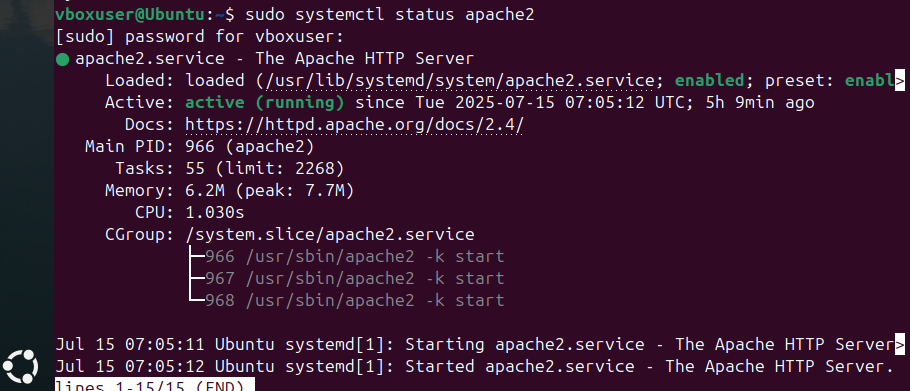 vboxuser@Ubuntu:~$ sudo systemctl status apache2
[sudo] password for vboxuser:
● apache2.service - The Apache HTTP Server
     Loaded: loaded (/usr/lib/systemd/system/apache2.service; enabled; preset: enabl>
     Active: active (running) since Tue 2025-07-15 07:05:12 UTC; 5h 9min ago
       Docs: https://httpd.apache.org/docs/2.4/
   Main PID: 966 (apache2)
      Tasks: 55 (limit: 2268)
     Memory: 6.2M (peak: 7.7M)
        CPU: 1.030s
     CGroup: /system.slice/apache2.service
             ├─966 /usr/sbin/apache2 -k start
             ├─967 /usr/sbin/apache2 -k start
             └─968 /usr/sbin/apache2 -k start

Jul 15 07:05:11 Ubuntu systemd[1]: Starting apache2.service - The Apache HTTP Server>
Jul 15 07:05:12 Ubuntu systemd[1]: Started apache2.service - The Apache HTTP Server.
lines 1-15/15 (END)